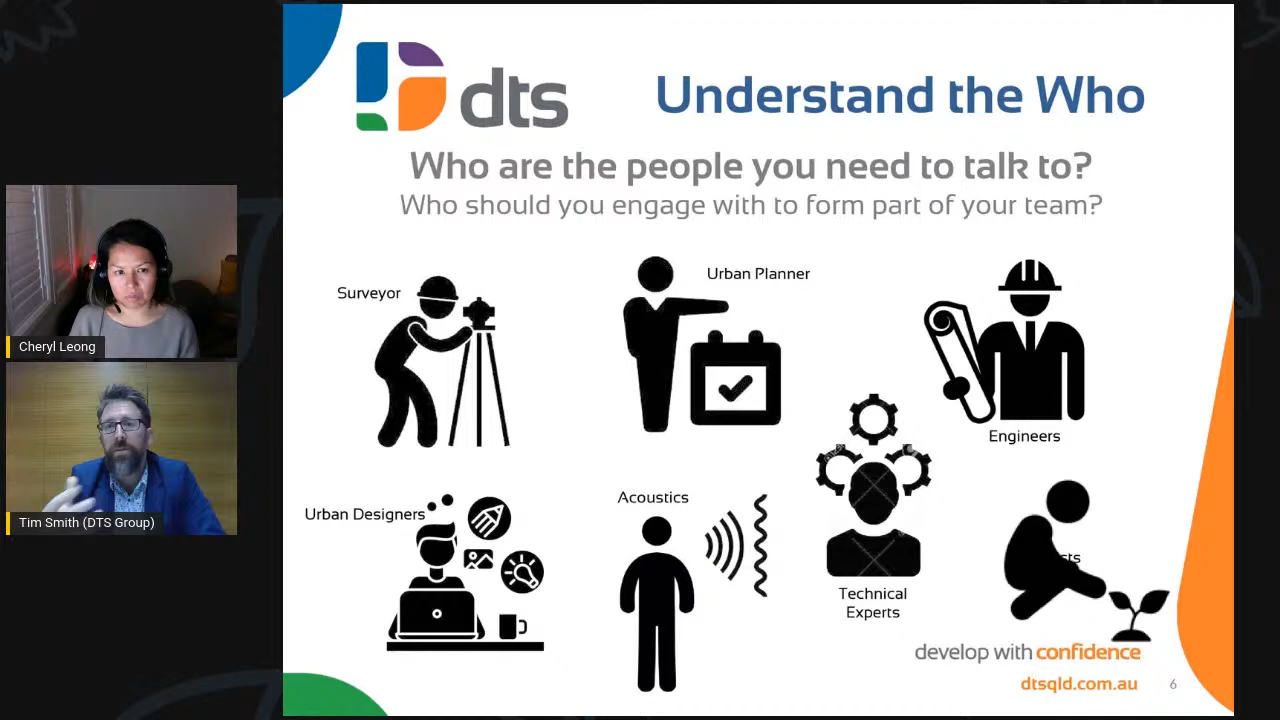 dts
Understand the Who
Who are the people you need to talk to?
Who should you engage with to form part of your team?
Surveyor
Urban Planner
Engineers
Urban Designers
Acoustics
Technical
Experts
develop with confidence
dtsqld.com.au
6
Cheryl Leong
Tim Smith (DTS Group)